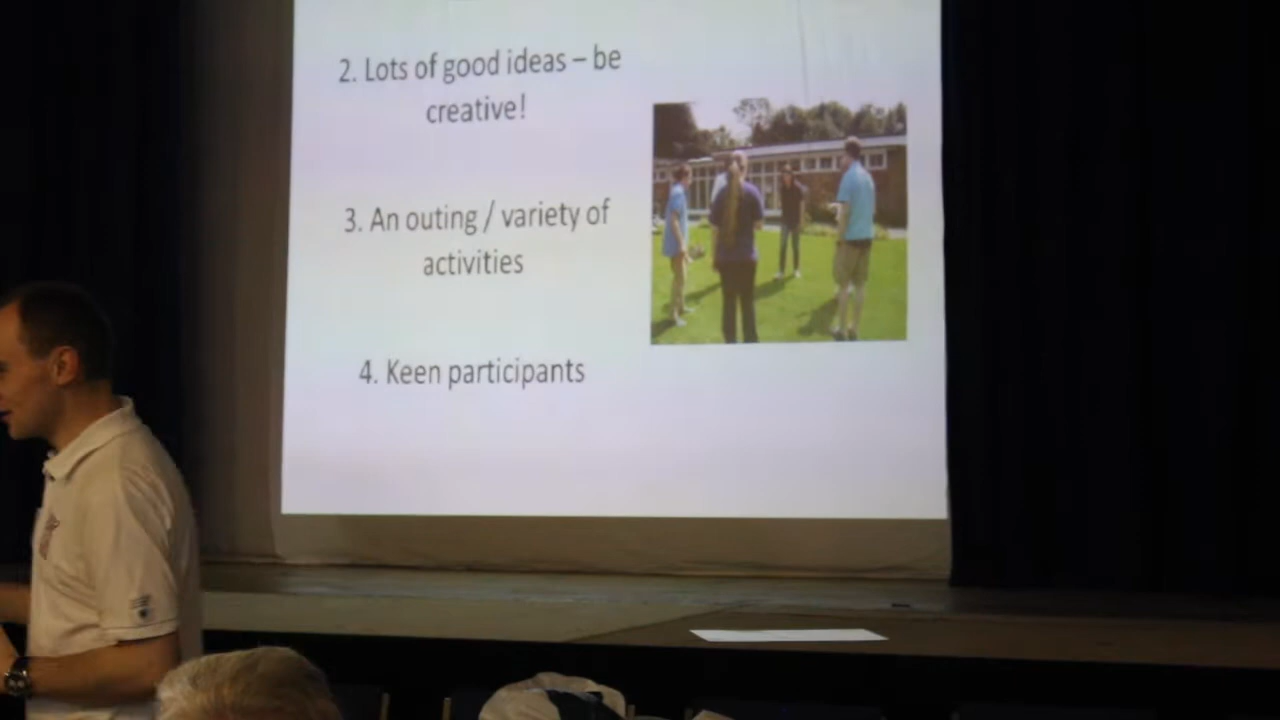 2. Lots of good ideas – be
creative!
3. An outing / variety of
activities
4. Keen participants